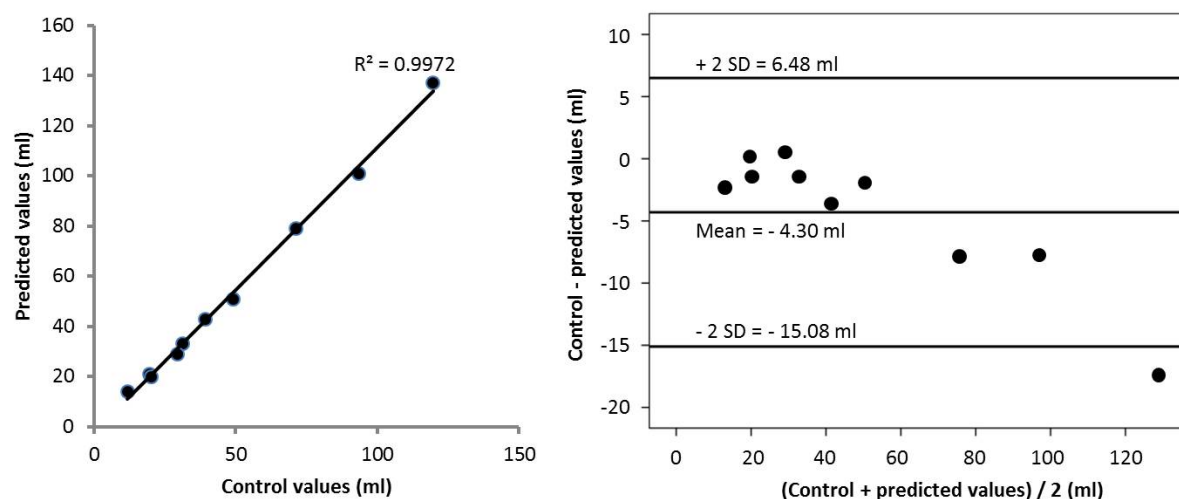 160
140
120
100
80
60
40
20
0
Predicted values (ml)
R² = 0.9972
0 50 100 150
Control values (ml)
10
5
0
-5
-10
-15
-20
Control - predicted values (ml)
+ 2 SD = 6.48 ml
Mean = - 4.30 ml
- 2 SD = - 15.08 ml
0 20 40 60 80 100 120
(Control + predicted values) / 2 (ml)